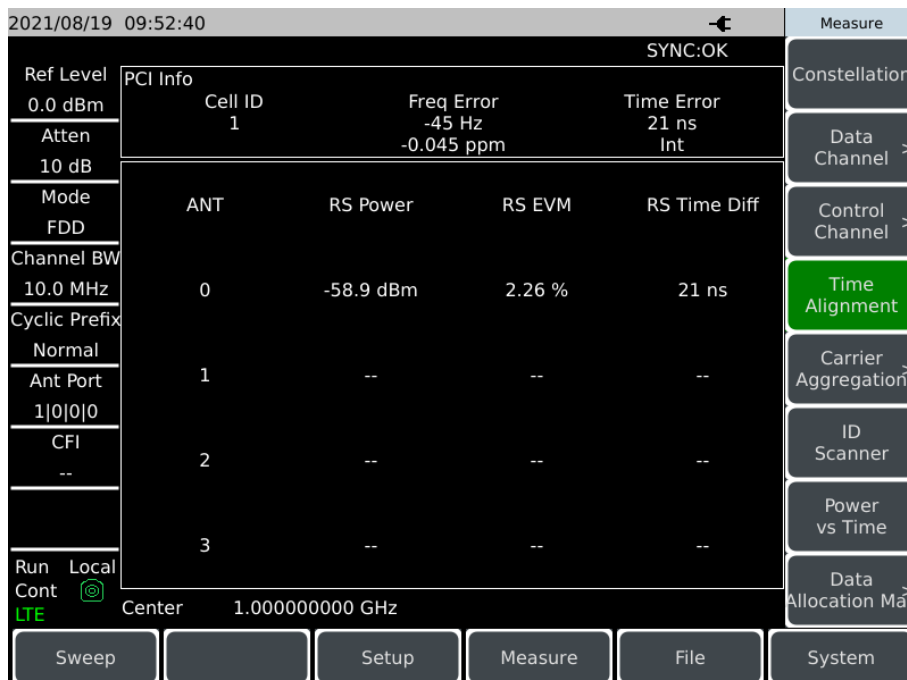 2021/08/19 09:52:40
Measure
SYNC:OK
Ref Level
0.0 dBm
Atten
10 dB
Mode
FDD
Channel BW
10.0 MHz
Cyclic Prefix
Normal
Ant Port
1|0|0|0
CFI
--
Run Local
Cont
LTE
PCI Info
Cell ID Freq Error Time Error
1 -45 Hz 21 ns
-0.045 ppm Int
ANT RS Power RS EVM RS Time Diff
0 -58.9 dBm 2.26 % 21 ns
1 -- -- --
2 -- -- --
3 -- -- --
Center 1.000000000 GHz
Constellation
Data
Channel >
Control
Channel >
Time
Alignment
Carrier
Aggregation
ID
Scanner
Power
vs Time
Data
Allocation Ma
Sweep Setup Measure File System